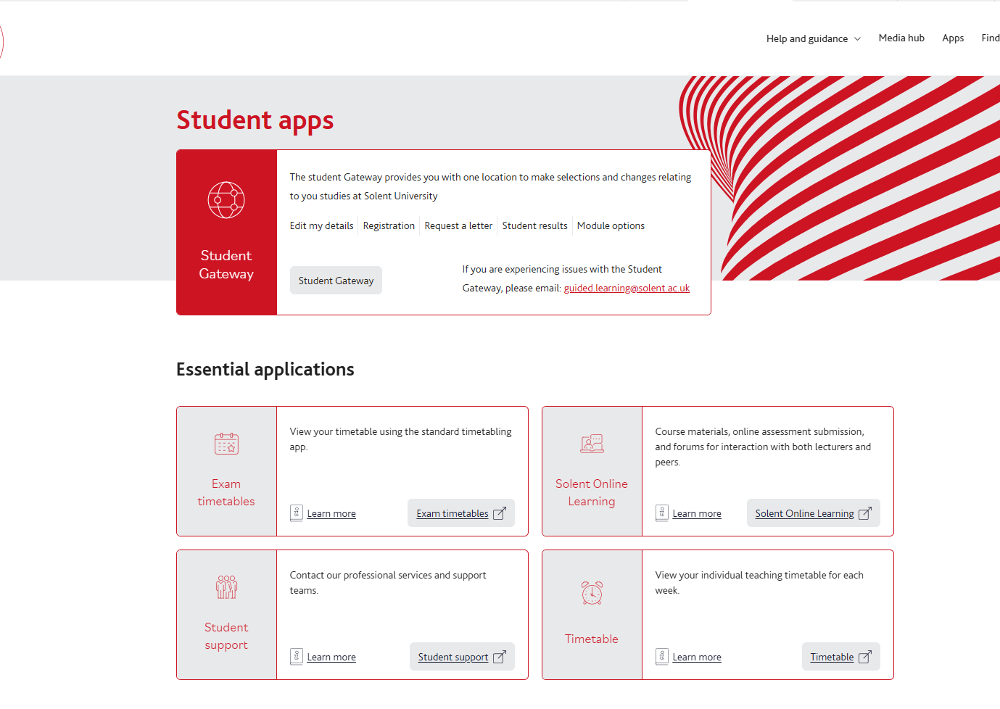 Help and guidance
Media hub
Apps
Find
Student apps
Student
Gateway
The student Gateway provides you with one location to make selections and changes relating
to you studies at Solent University
Edit my details
Registration
Request a letter
Student results
Module options
Student Gateway
If you are experiencing issues with the Student
Gateway, please email: guided.learning@solent.ac.uk
Essential applications
Exam
timetables
View your timetable using the standard timetabling
app.
Learn more
Exam timetables
Solent Online
Learning
Course materials, online assessment submission,
and forums for interaction with both lecturers and
peers.
Learn more
Solent Online Learning
Student
support
Contact our professional services and support
teams.
Learn more
Student support
Timetable
View your individual teaching timetable for each
week.
Learn more
Timetable